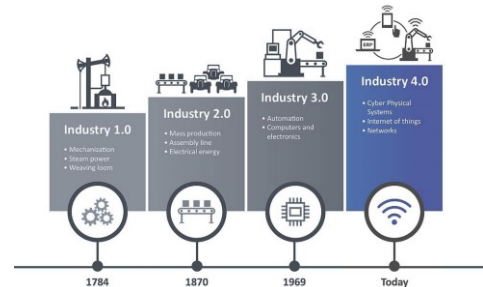 ERP
Industry 1.0
• Mechanization
• Steam power
• Weaving loom
Industry 2.0
• Mass production
• Assembly line
• Electrical energy
Industry 3.0
• Automation
• Computers and
electronics
Industry 4.0
• Cyber Physical
Systems
• Internet of things
• Networks
1784
1870
1969
Today